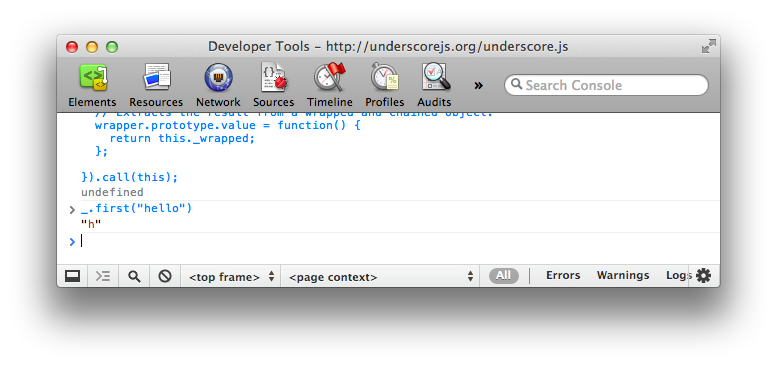 Developer Tools – http://underscorejs.org/underscore.js
Elements Resources Network Sources Timeline Profiles Audits » Search Console
// Extracts the result from a wrapped and chained object.
wrapper.prototype.value = function() {
return this._wrapped;
};
}).call(this);
undefined
> _.first("hello")
"h"
>
<top frame> <page context> All Errors Warnings Logs